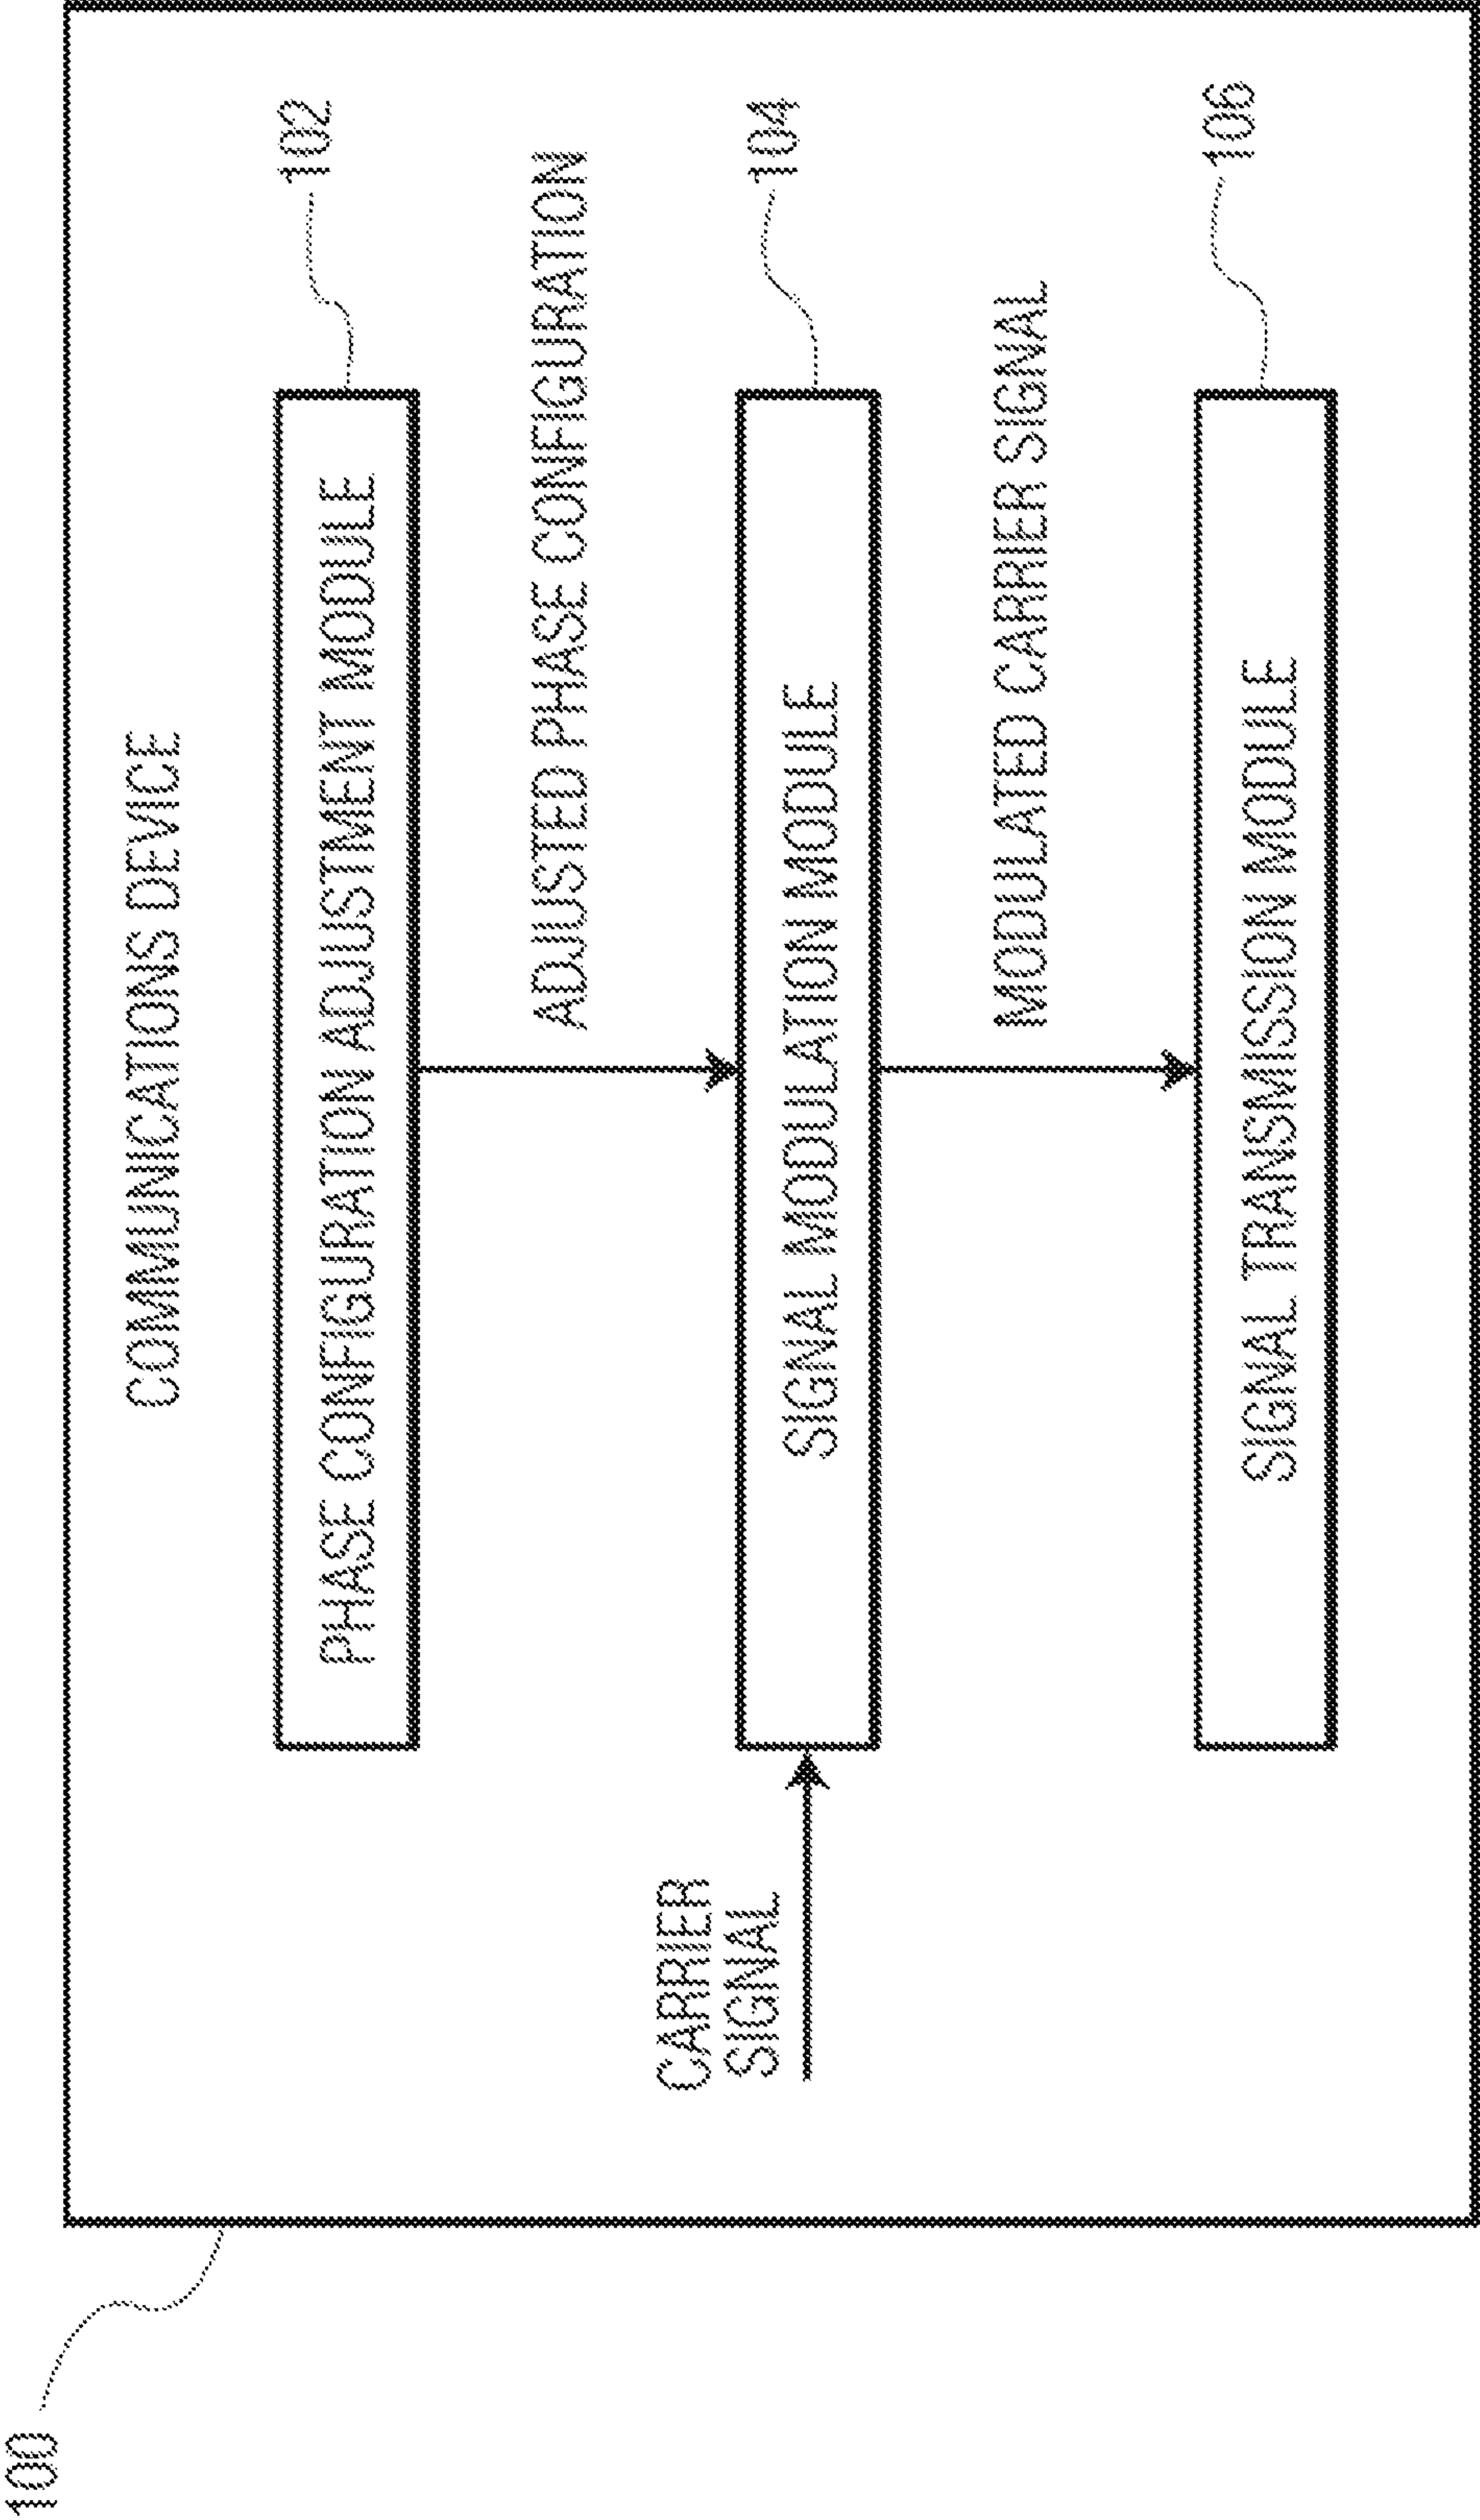 100
COMMUNICATIONS DEVICE
PHASE CONFIGURATION ADJUSTMENT MODULE
102
ADJUSTED PHASE CONFIGURATION
CARRIER
SIGNAL
SIGNAL MODULATION MODULE
104
MODULATED CARRIER SIGNAL
SIGNAL TRANSMISSION MODULE
106